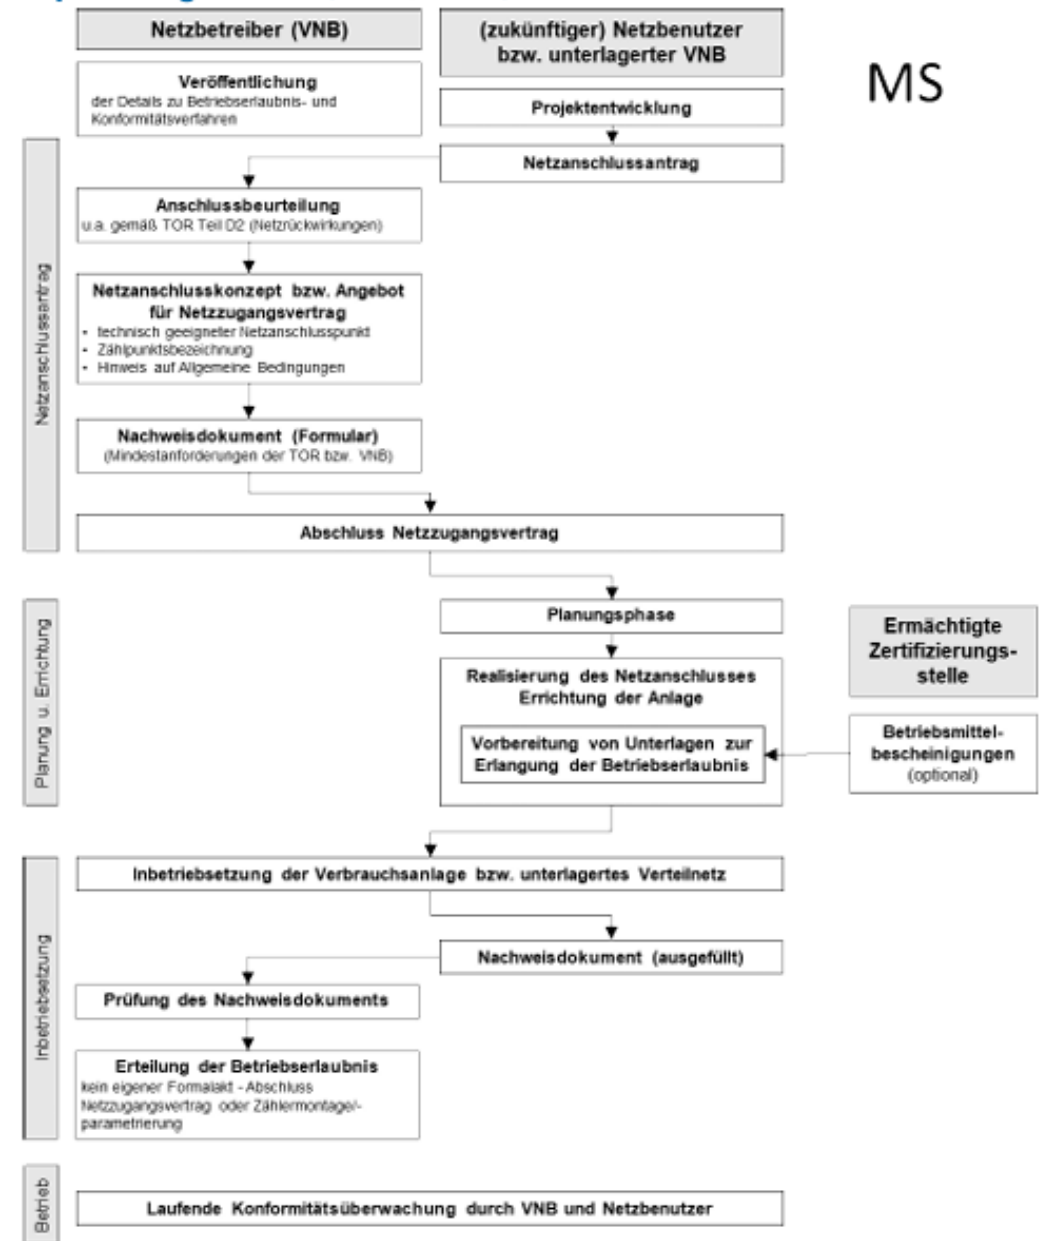 Netzbetreiber (VNB)
(zukünftiger) Netzbenutzer
bzw. unterlagerter VNB
MS
Veröffentlichung
der Details zu Betriebserlaubnis- und
Konformitätsverfahren
Projektentwicklung
Netzanschlussantrag
Netzanschlussantrag
Anschlussbeurteilung
u.a. gemäß TOR Teil D2 (Netzrückwirkungen)
Netzanschlusskonzept bzw. Angebot
für Netzzugangsvertrag
• technisch geeigneter Netzanschlusspunkt
• Zählpunktsbezeichnung
• Hinweis auf Allgemeine Bedingungen
Nachweisdokument (Formular)
(Mindestanforderungen der TOR bzw. VNB)
Abschluss Netzzugangsvertrag
Planung u. Errichtung
Planungsphase
Realisierung des Netzanschlusses
Errichtung der Anlage
Vorbereitung von Unterlagen zur
Erlangung der Betriebserlaubnis
Ermächtigte
Zertifizierungs-
stelle
Betriebsmittel-
bescheinigungen
(optional)
Inbetriebsetzung
Inbetriebsetzung der Verbrauchsanlage bzw. unterlagertes Verteilnetz
Nachweisdokument (ausgefüllt)
Prüfung des Nachweisdokuments
Erteilung der Betriebserlaubnis
kein eigener Formalakt - Abschluss
Netzzugangsvertrag oder Zählermontage/-
parametrierung
Betrieb
Laufende Konformitätsüberwachung durch VNB und Netzbenutzer